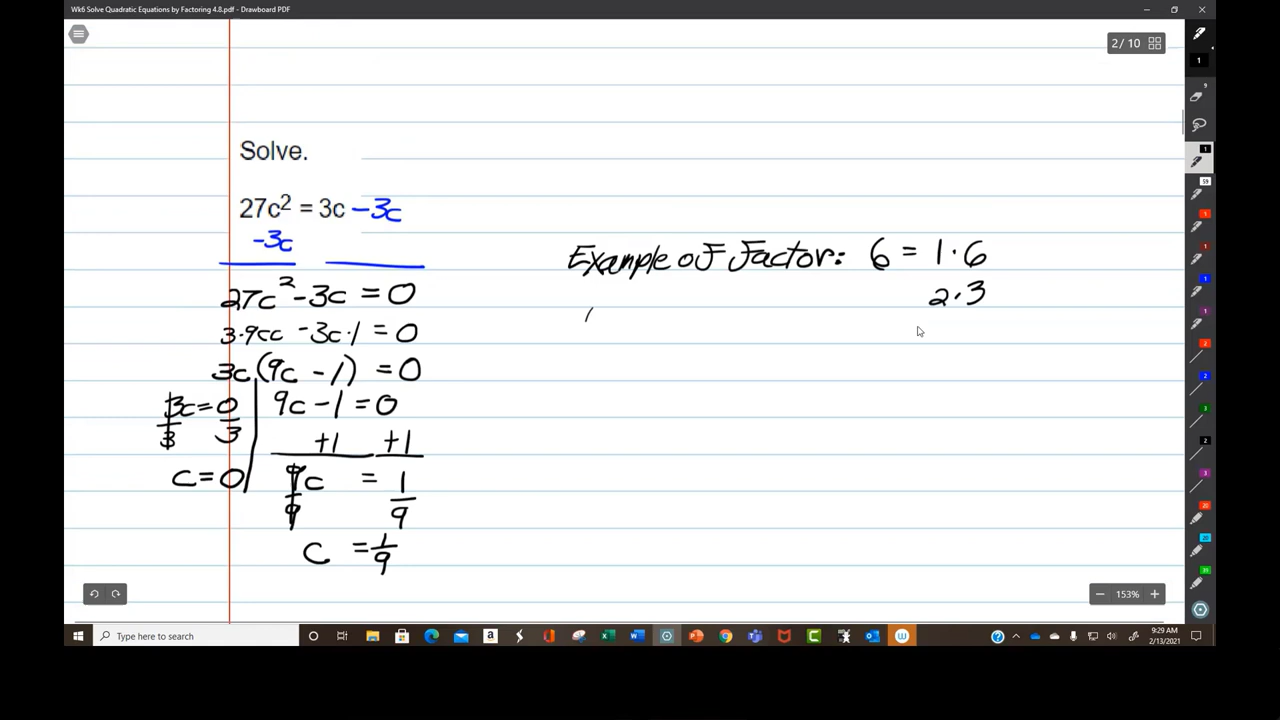 Wk6 Solve Quadratic Equations by Factoring 4.8.pdf - Drawboard PDF
2 / 10
Solve.
27c² = 3c -3c
-3c
27c² -3c = 0
3·9cc -3c·1 = 0
3c(9c - 1) = 0
3c = 0
3 3
c = 0
9c - 1 = 0
+1 +1
9c = 1
9 9
c = 1/9
Example of Factor: 6 = 1·6
2·3
153%
Type here to search
9:29 AM
2/13/2021